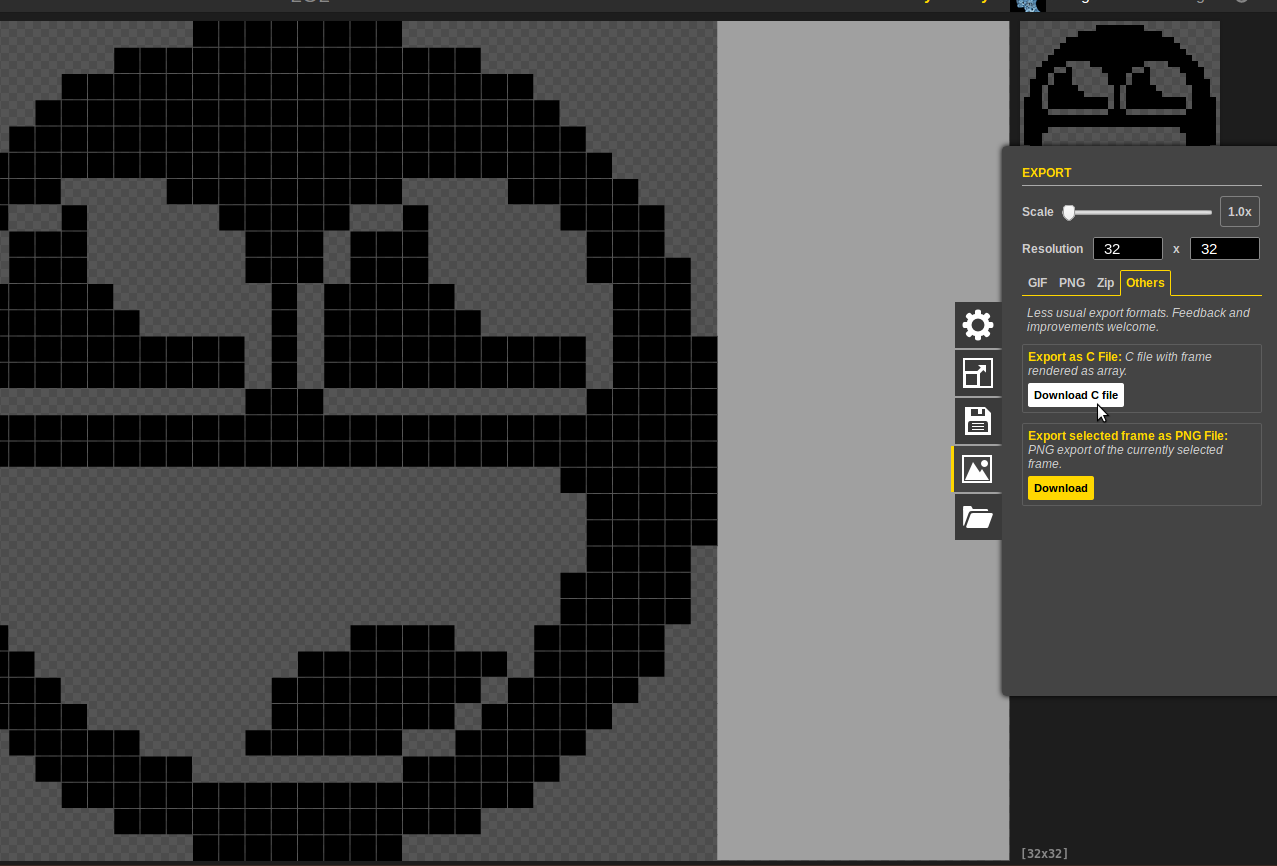 EXPORT
Scale 1.0x
Resolution 32 x 32
GIF PNG Zip Others
Less usual export formats. Feedback and
improvements welcome.
Export as C File: C file with frame
rendered as array.
Download C file
Export selected frame as PNG File:
PNG export of the currently selected
frame.
Download
[32x32]